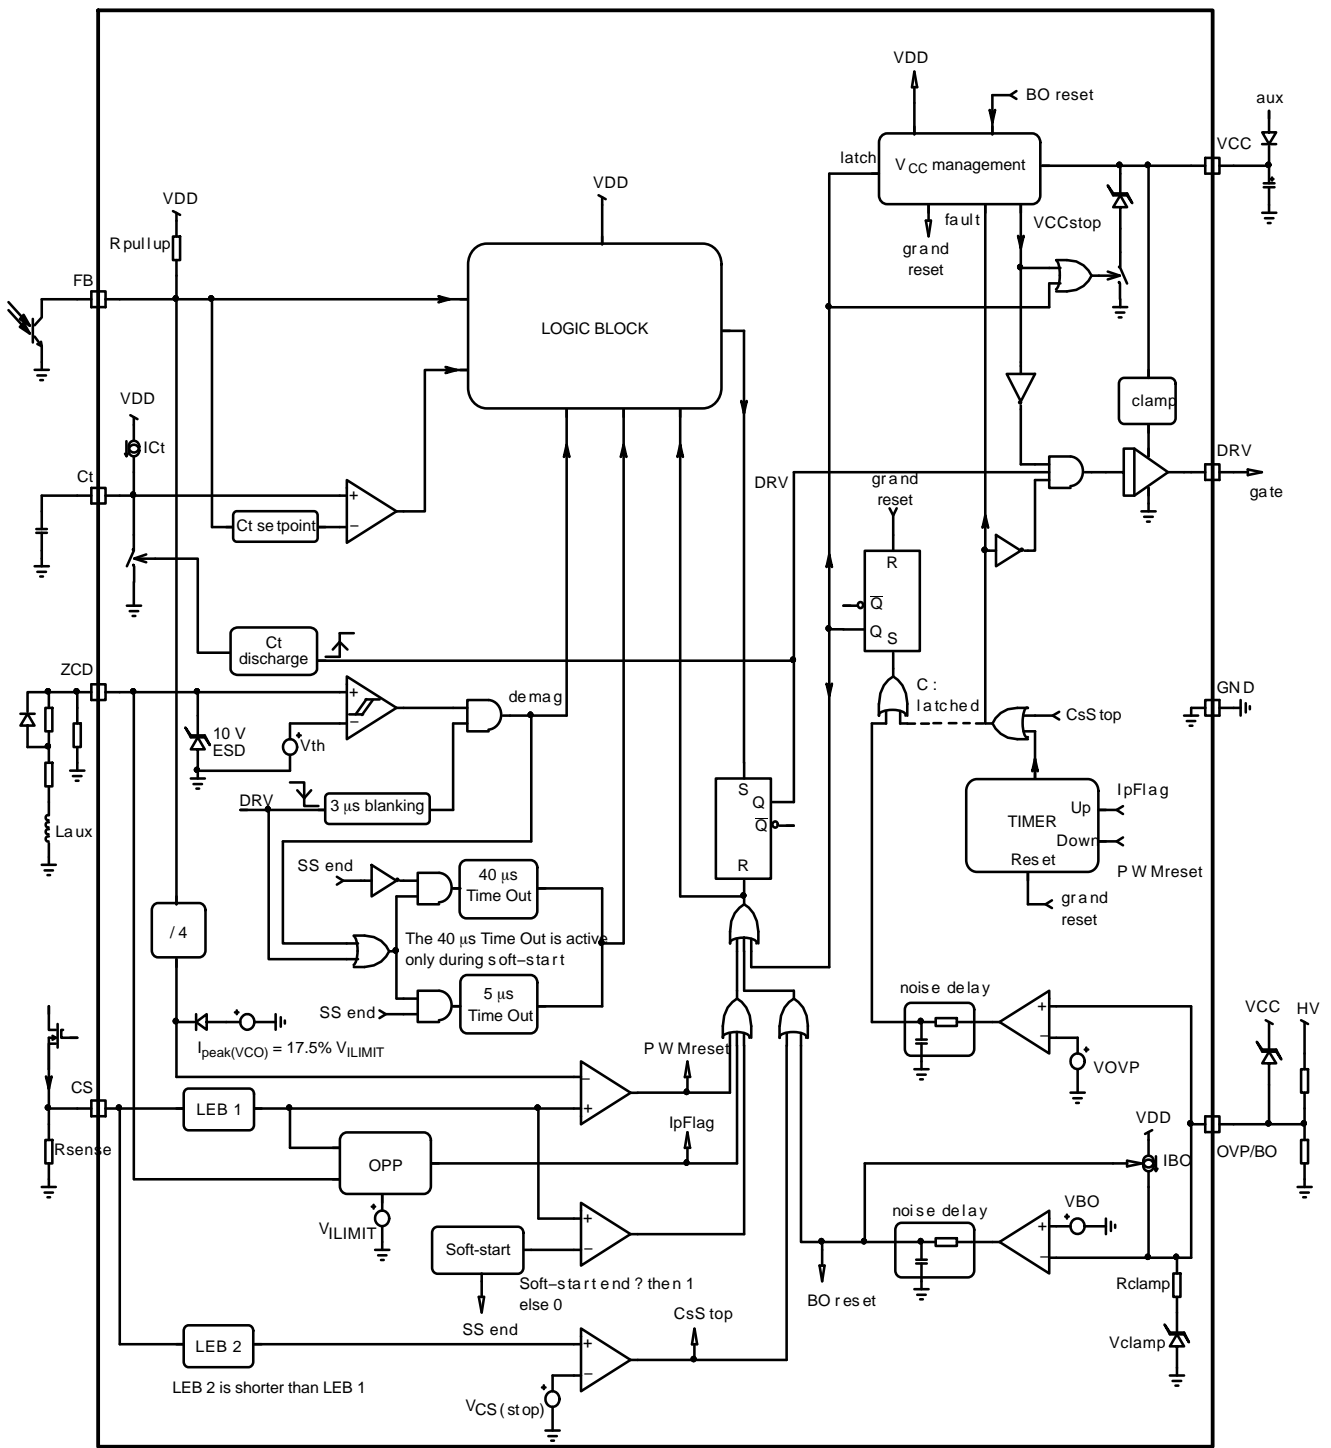 VDD
BO reset
aux
VCC
latch
VCC management
VDD
VDD
fault
VCCstop
grand
reset
Rpullup
FB
LOGIC BLOCK
VDD
clamp
ICt
Ct
DRV
grand
reset
DRV
gate
+
−
Ct setpoint
R
Q
Q
S
Ct
discharge
ZCD
demag
C :
latched
GND
CsStop
+
−
10 V
ESD
Vth
+
DRV
3 μs blanking
S
Q
Q
R
IpFlag
Up
TIMER
Down
Reset
PWMreset
Laux
SS end
40 μs
Time Out
grand
reset
/ 4
The 40 μs Time Out is active
only during soft−start
SS end
5 μs
Time Out
noise delay
+
−
VCC
HV
+
Ipeak(VCO) = 17.5% VILIMIT
PWMreset
VOVP
+
CS
LEB 1
−
+
Rsense
OPP
IpFlag
VDD
IBO
OVP/BO
+
VILIMIT
noise delay
VBO
+
+
−
Soft-start
+
−
Soft−start end ? then 1
else 0
BO reset
Rclamp
SS end
CsStop
LEB 2
+
−
Vclamp
LEB 2 is shorter than LEB 1
+
VCS(stop)